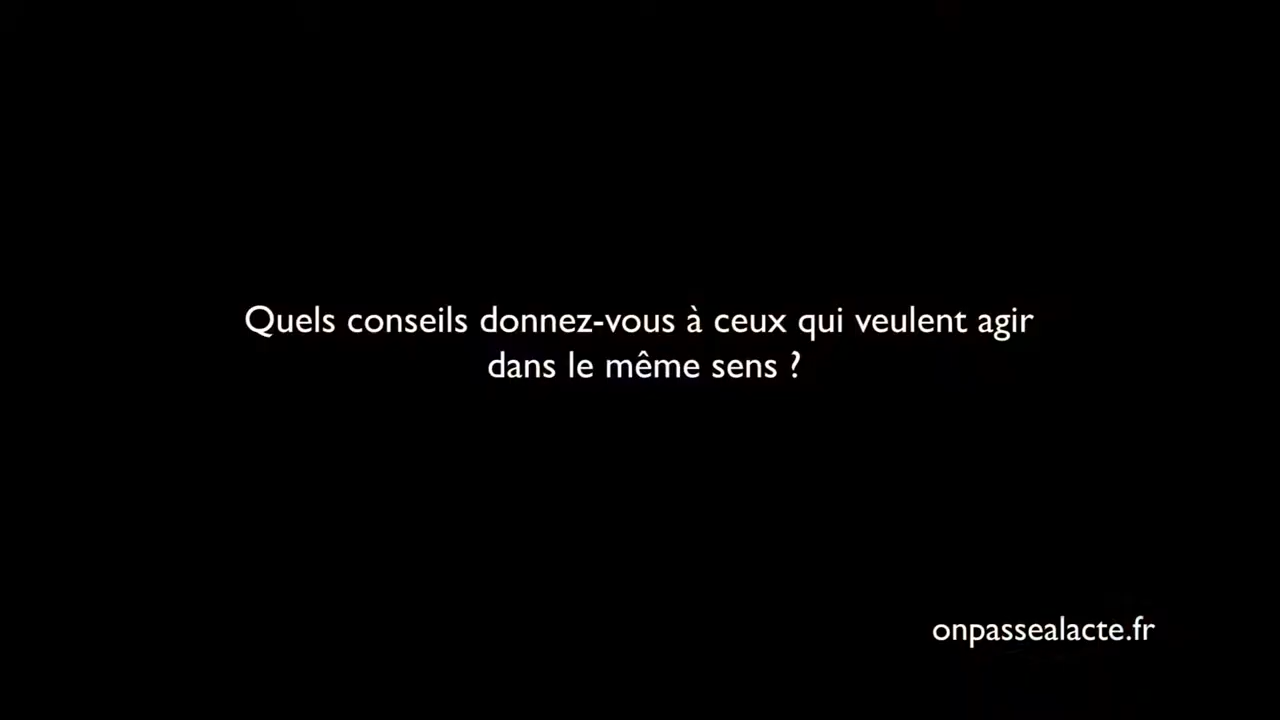 Quels conseils donnez-vous à ceux qui veulent agir
dans le même sens ?
onpassealacte.fr